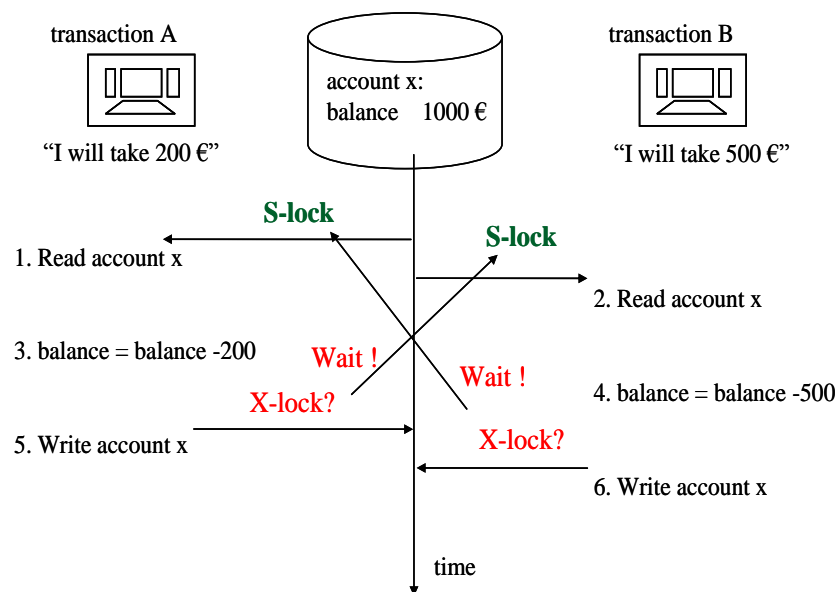 transaction A
transaction B
account x:
balance 1000 €
“I will take 200 €”
“I will take 500 €”
S-lock
S-lock
1. Read account x
2. Read account x
3. balance = balance -200
Wait !
Wait !
4. balance = balance -500
X-lock?
X-lock?
5. Write account x
6. Write account x
time